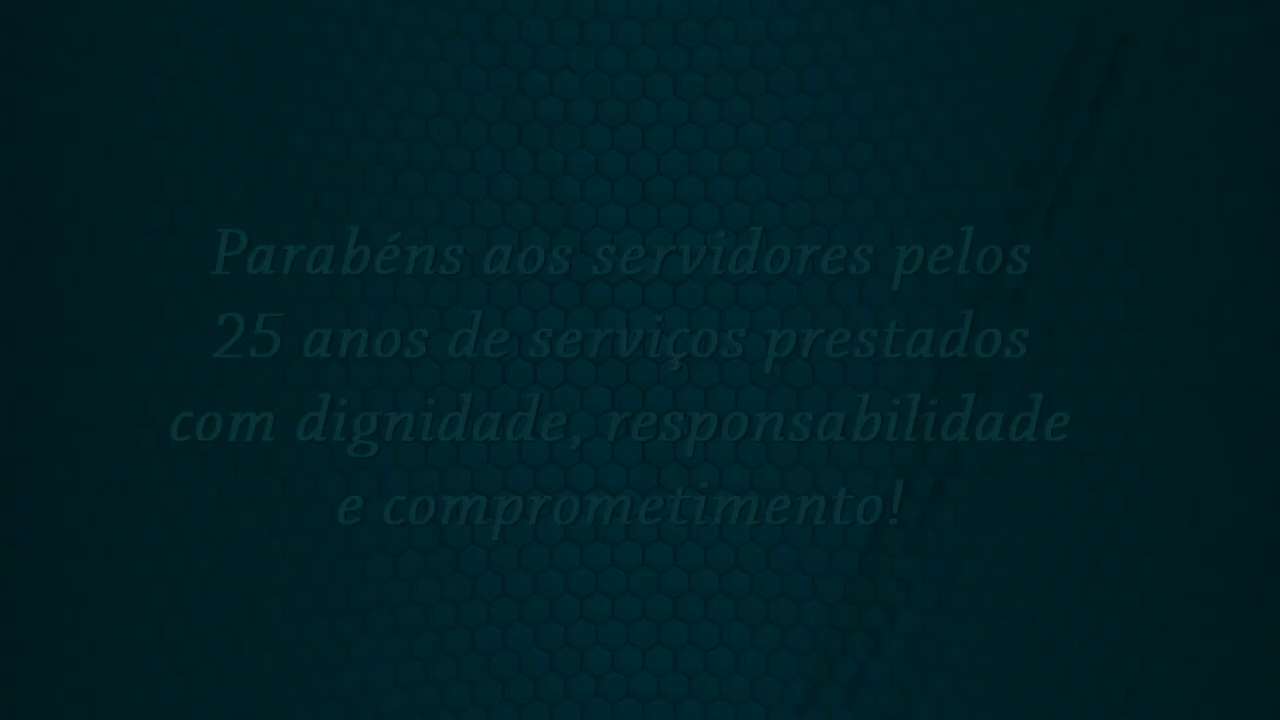 Parabéns aos servidores pelos
25 anos de serviços prestados
com dignidade, responsabilidade
e comprometimento!